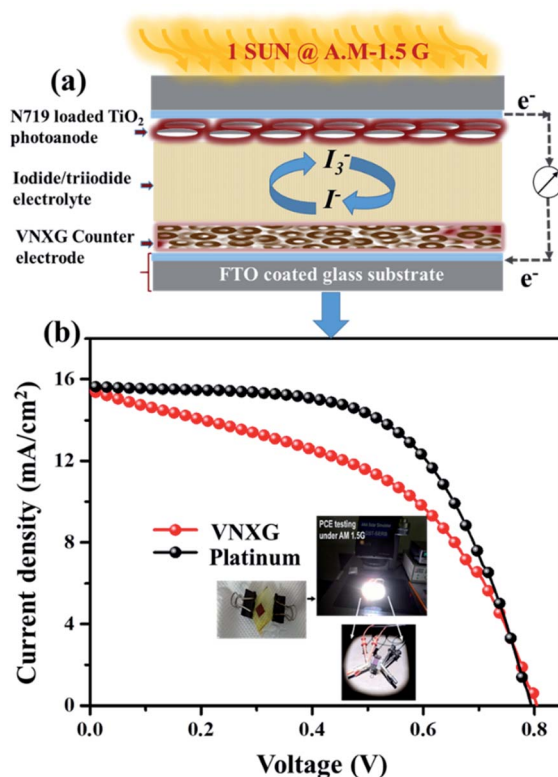 1 SUN @ A.M-1.5 G
(a)
N719 loaded TiO₂
photoanode
Iodide/triiodide
electrolyte
VNXG Counter
electrode
e⁻
I₃⁻
I⁻
e⁻
FTO coated glass substrate
(b)
Current density (mA/cm²)
16
12
8
4
0
VNXG
Platinum
PCE testing
under AM 1.5G
0.0
0.2
0.4
0.6
0.8
Voltage (V)